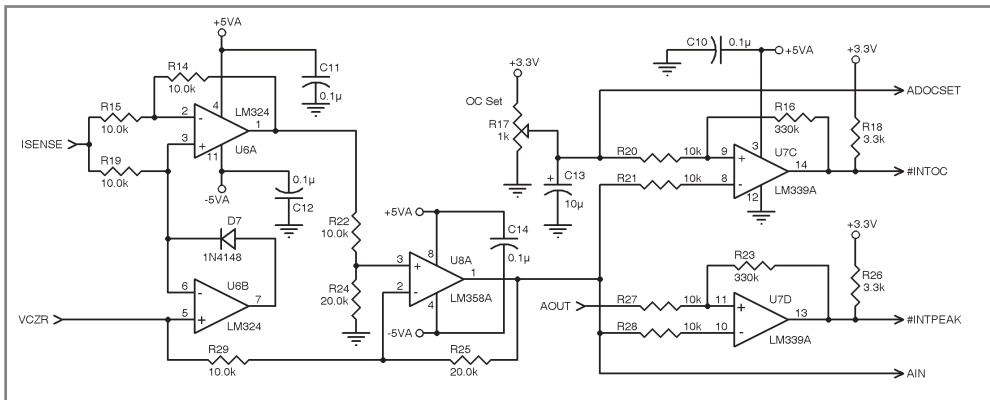 +5VA
R14
10.0k
C11
0.1µ
R15
10.0k
2
-
4
LM324
1
3
+
U6A
11
ISENSE
R19
10.0k
-5VA
0.1µ
C12
D7
1N4148
6
-
U6B
7
5
+
LM324
VCZR
R29
10.0k
R22
10.0k
R24
20.0k
+5VA
C14
0.1µ
8
U8A
3
+
1
2
-
LM358A
4
-5VA
R25
20.0k
+3.3V
OC Set
R17
1k
+
C13
10µ
C10
0.1µ
+5VA
+3.3V
ADOCSET
R16
330k
R18
3.3k
R20
10k
9
+
3
U7C
14
#INTOC
R21
10k
8
-
LM339A
12
+3.3V
R23
330k
R26
3.3k
AOUT
R27
10k
11
+
U7D
13
#INTPEAK
R28
10k
10
-
LM339A
AIN